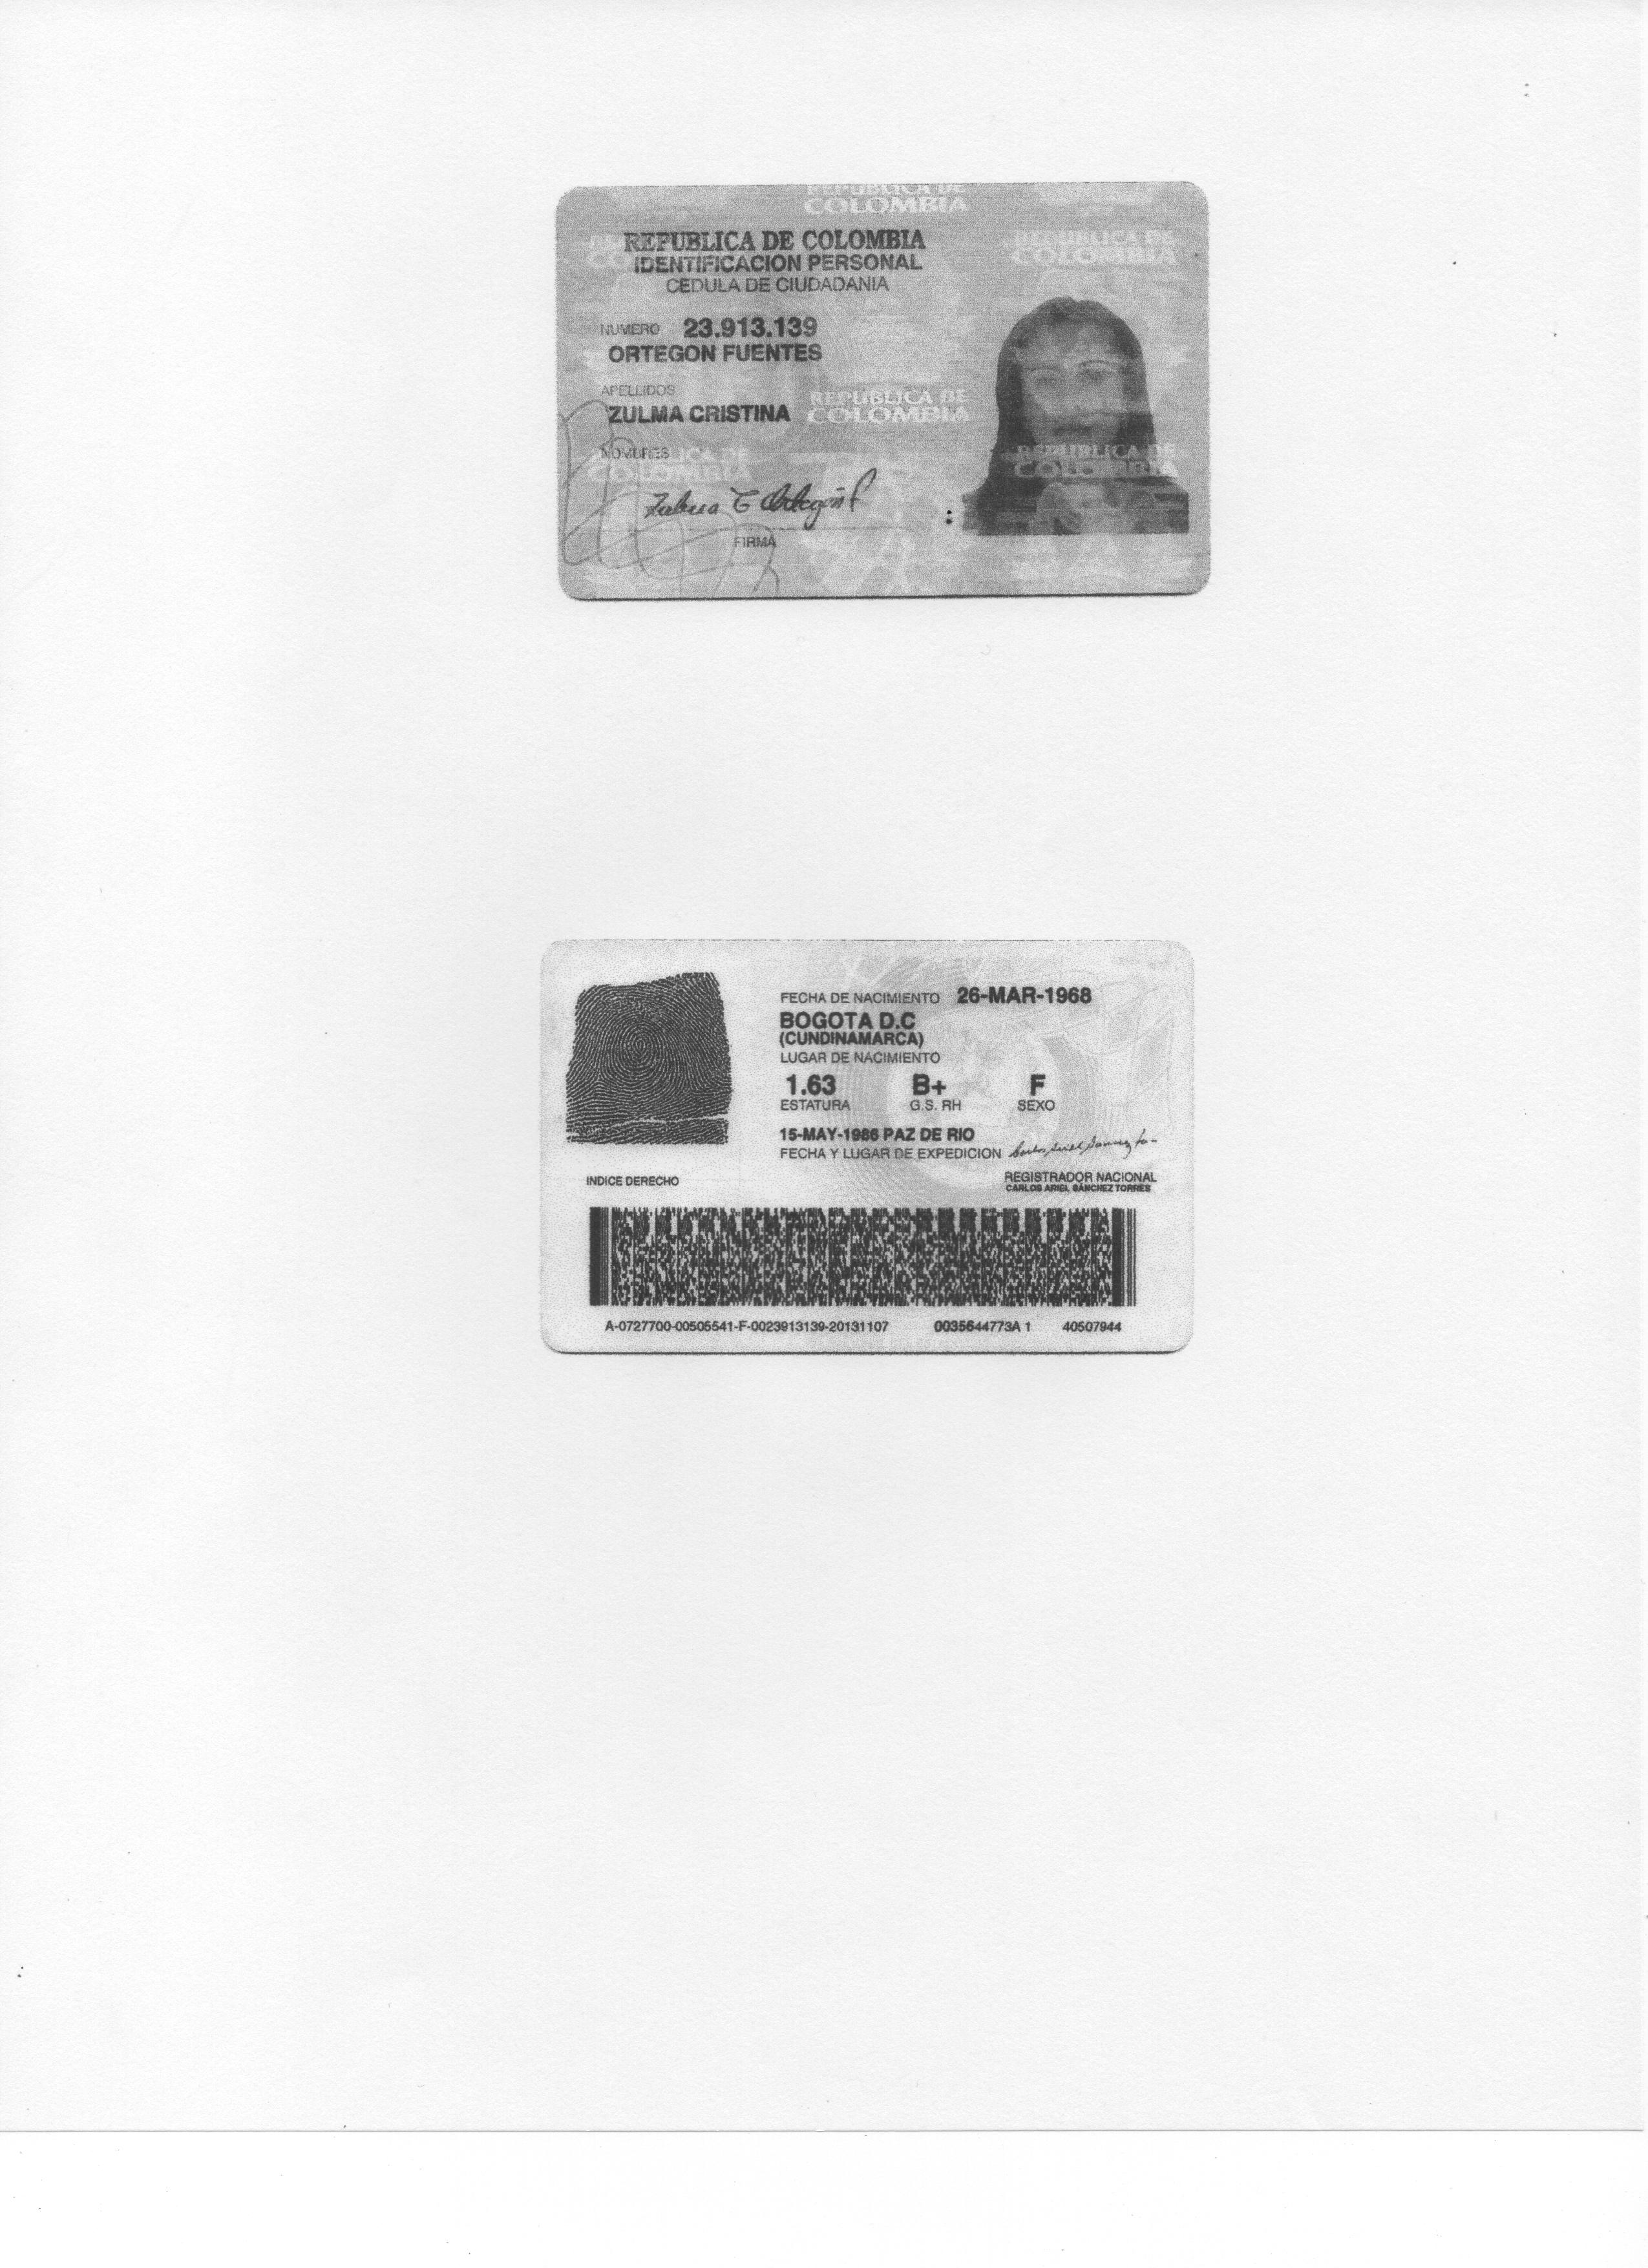 REPUBLICA DE COLOMBIA
REPUBLICA DE COLOMBIA
IDENTIFICACION PERSONAL
CEDULA DE CIUDADANIA
REPUBLICA DE COLOMBIA
NUMERO 23.913.139
ORTEGON FUENTES
APELLIDOS
ZULMA CRISTINA
REPUBLICA DE COLOMBIA
NOMBRES
REPUBLICA DE COLOMBIA
Zulma C Ortegón F
FIRMA
FECHA DE NACIMIENTO 26-MAR-1968
BOGOTA D.C
(CUNDINAMARCA)
LUGAR DE NACIMIENTO
1.63 B+ F
ESTATURA G.S. RH SEXO
15-MAY-1986 PAZ DE RIO
FECHA Y LUGAR DE EXPEDICION
INDICE DERECHO
REGISTRADOR NACIONAL
CARLOS ARIEL SÁNCHEZ TORRES
A-0727700-00505541-F-0023913139-20131107 0035644773A 1 40507944